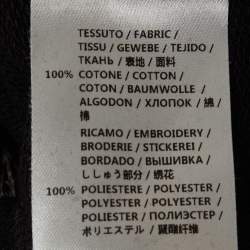 TESSUTO / FABRIC /
TISSU / GEWEBE / TEJIDO /
ТКАНЬ / 表地 / 面料
100% COTONE / COTTON /
COTON / BAUMWOLLE /
ALGODON / ХЛОПОК / 綿 /
棉
RICAMO / EMBROIDERY /
BRODERIE / STICKEREI /
BORDADO / ВЫШИВКА /
ししゅう部分 / 绣花
100% POLIESTERE / POLYESTER /
POLYESTER / POLYESTER /
POLIESTER / ПОЛИЭСТЕР /
ポリエステル / 聚酯纤维